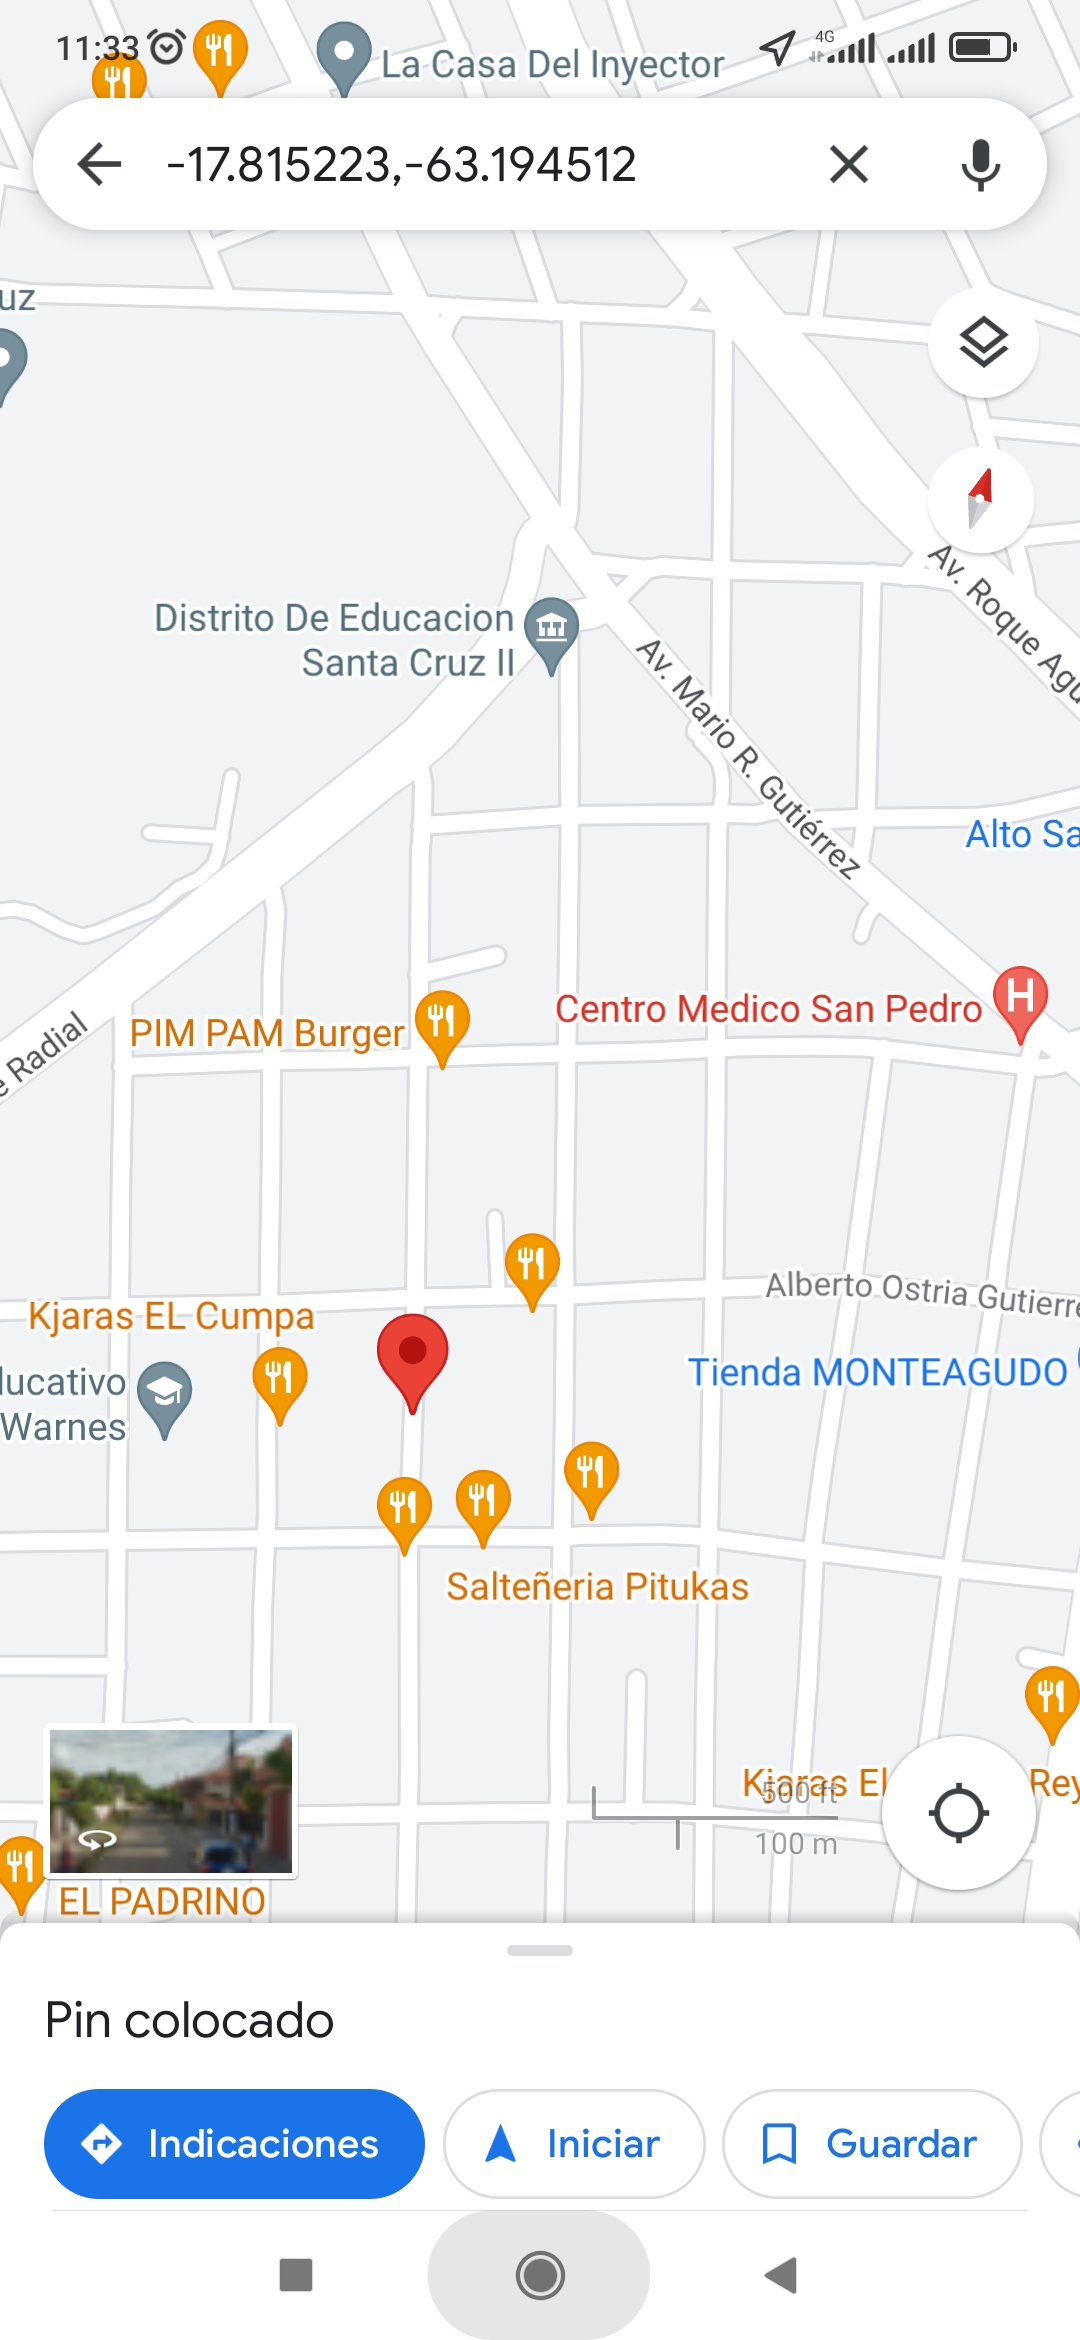 11:33
4G
La Casa Del Inyector
-17.815223,-63.194512
uz
Distrito De Educacion
Santa Cruz II
Av. Roque Agu
Av. Mario R. Gutiérrez
Alto Sa
PIM PAM Burger
Centro Medico San Pedro
H
e Radial
Alberto Ostria Gutierre
Kjaras EL Cumpa
Tienda MONTEAGUDO
ducativo
Warnes
Salteñeria Pitukas
Kjaras El
Rey
500 ft
100 m
EL PADRINO
Pin colocado
Indicaciones
Iniciar
Guardar